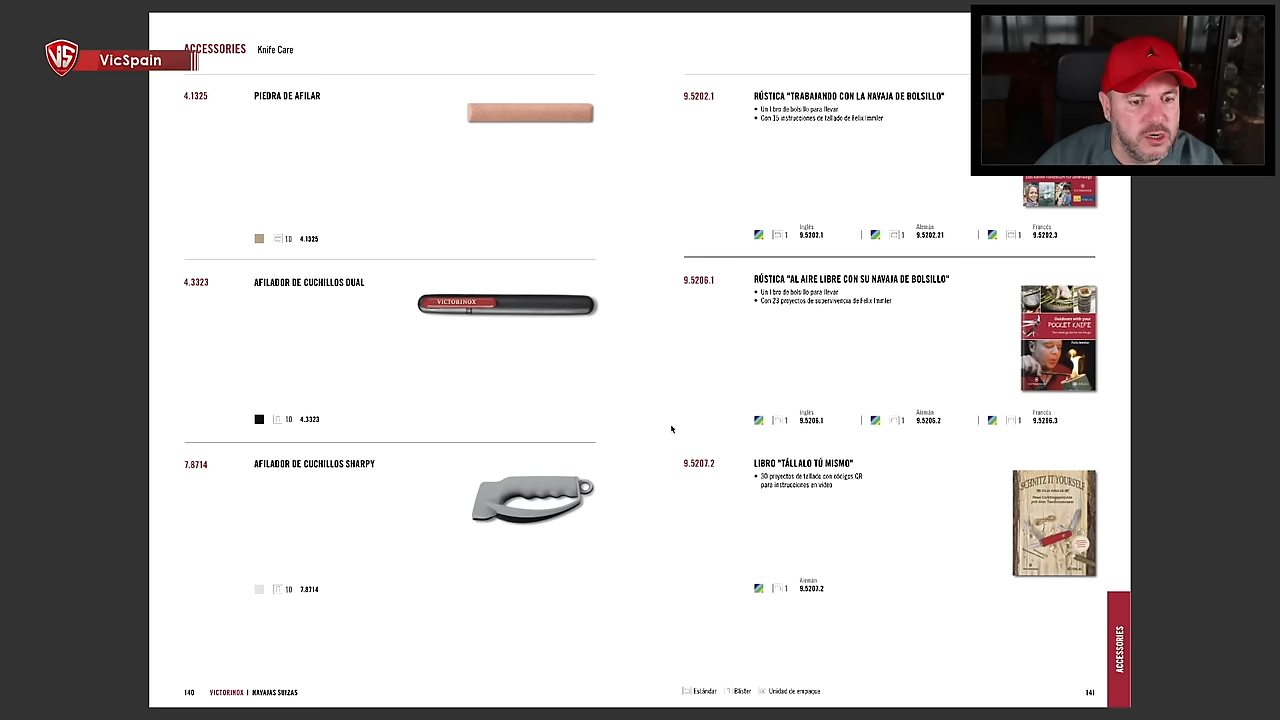 VicSpain
ACCESSORIES Knife Care
4.1325 PIEDRA DE AFILAR
10 4.1325
4.3323 AFILADOR DE CUCHILLOS DUAL
VICTORINOX
10 4.3323
7.8714 AFILADOR DE CUCHILLOS SHARPY
10 7.8714
140 VICTORINOX | NAVAJAS SUIZAS
9.5202.1 RÚSTICA "TRABAJANDO CON LA NAVAJA DE BOLSILLO"
• Un libro de bolsillo para llevar
• Con 15 instrucciones de tallado de Felix Immler
Inglés Alemán Francés
1 9.5202.1 | 1 9.5202.21 | 1 9.5202.3
9.5206.1 RÚSTICA "AL AIRE LIBRE CON SU NAVAJA DE BOLSILLO"
• Un libro de bolsillo para llevar
• Con 23 proyectos de supervivencia de Felix Immler
Outdoors with your
POCKET KNIFE
Felix Immler
Inglés Alemán Francés
1 9.5206.1 | 1 9.5206.2 | 1 9.5206.3
9.5207.2 LIBRO "TÁLLALO TÚ MISMO"
• 30 proyectos de tallado con códigos QR
para instrucciones en vídeo
SCHNITZ IT YOURSELF
Alemán
1 9.5207.2
ACCESSORIES
Estándar Blíster Unidad de empaque
141